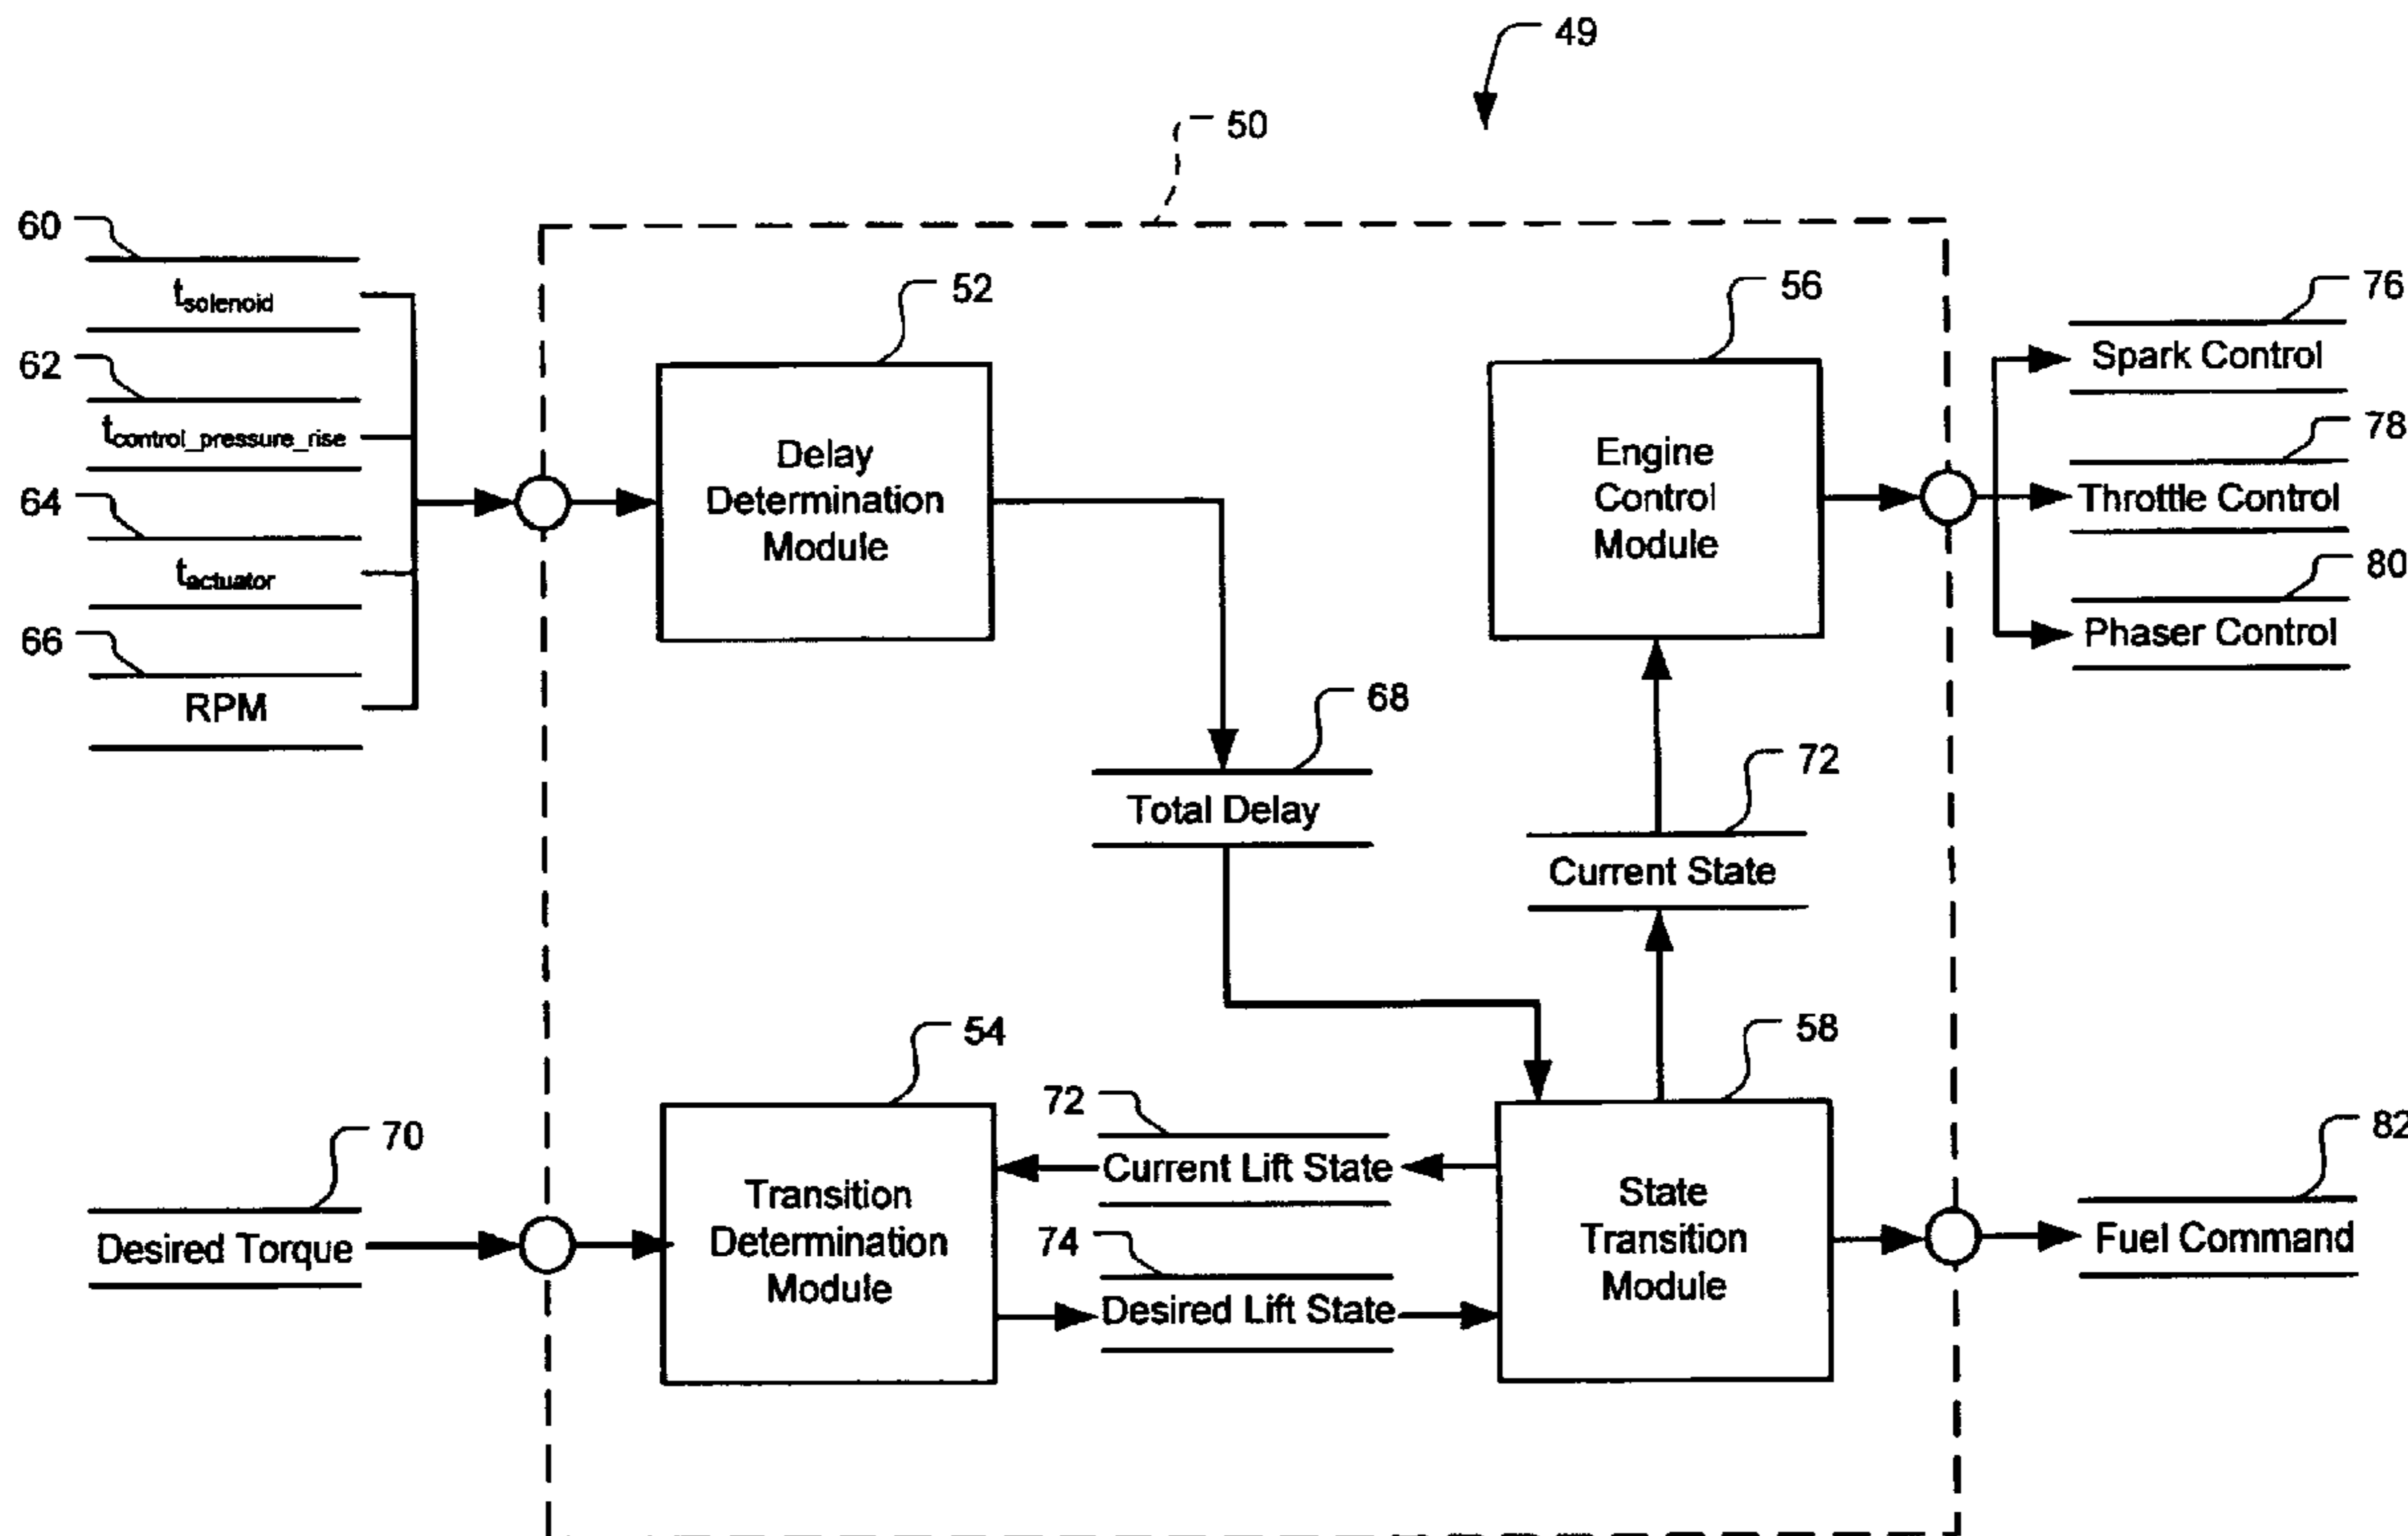 49
50
60
t_solenoid
62
t_control_pressure_rise
64
t_actuator
66
RPM
52
Delay
Determination
Module
56
Engine
Control
Module
76
Spark Control
78
Throttle Control
80
Phaser Control
68
Total Delay
72
Current State
70
Desired Torque
54
Transition
Determination
Module
72
Current Lift State
74
Desired Lift State
58
State
Transition
Module
82
Fuel Command